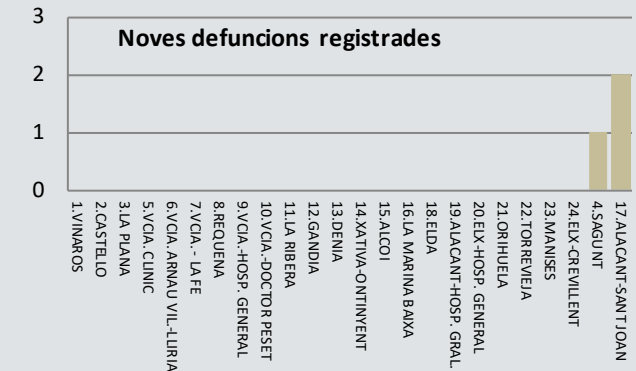 Noves defuncions registrades
3
2
1
0
1.VINAROS
2.CASTELLO
3.LA PLANA
5.VCIA.CLINIC
6.VCIA.ARNAU VIL.-LLIRIA
7.VCIA. - LA FE
8.REQUENA
9.VCIA.-HOSP. GENERAL
10.VCIA.-DOCTOR PESET
11.LA RIBERA
12.GANDIA
13.DENIA
14.XATIVA-ONTINYENT
15.ALCOI
16.LA MARINA BAIXA
18.ELDA
19.ALACANT-HOSP. GRAL.
20.ELX-HOSP. GENERAL
21.ORIHUELA
22.TORREVIEJA
23.MANISES
24.ELX-CREVILLENT
4.SAGUNT
17.ALACANT-SANT JOAN